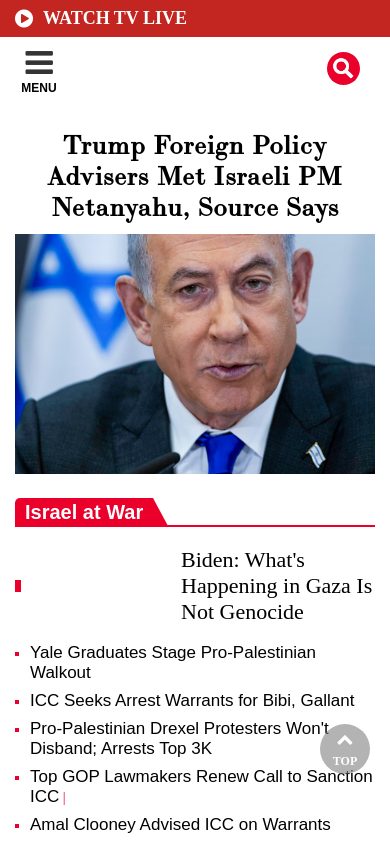 WATCH TV LIVE
MENU
Trump Foreign Policy
Advisers Met Israeli PM
Netanyahu, Source Says
Israel at War
Biden: What's
Happening in Gaza Is
Not Genocide
Yale Graduates Stage Pro-Palestinian
Walkout
ICC Seeks Arrest Warrants for Bibi, Gallant
Pro-Palestinian Drexel Protesters Won't
Disband; Arrests Top 3K
TOP
Top GOP Lawmakers Renew Call to Sanction
ICC |
Amal Clooney Advised ICC on Warrants